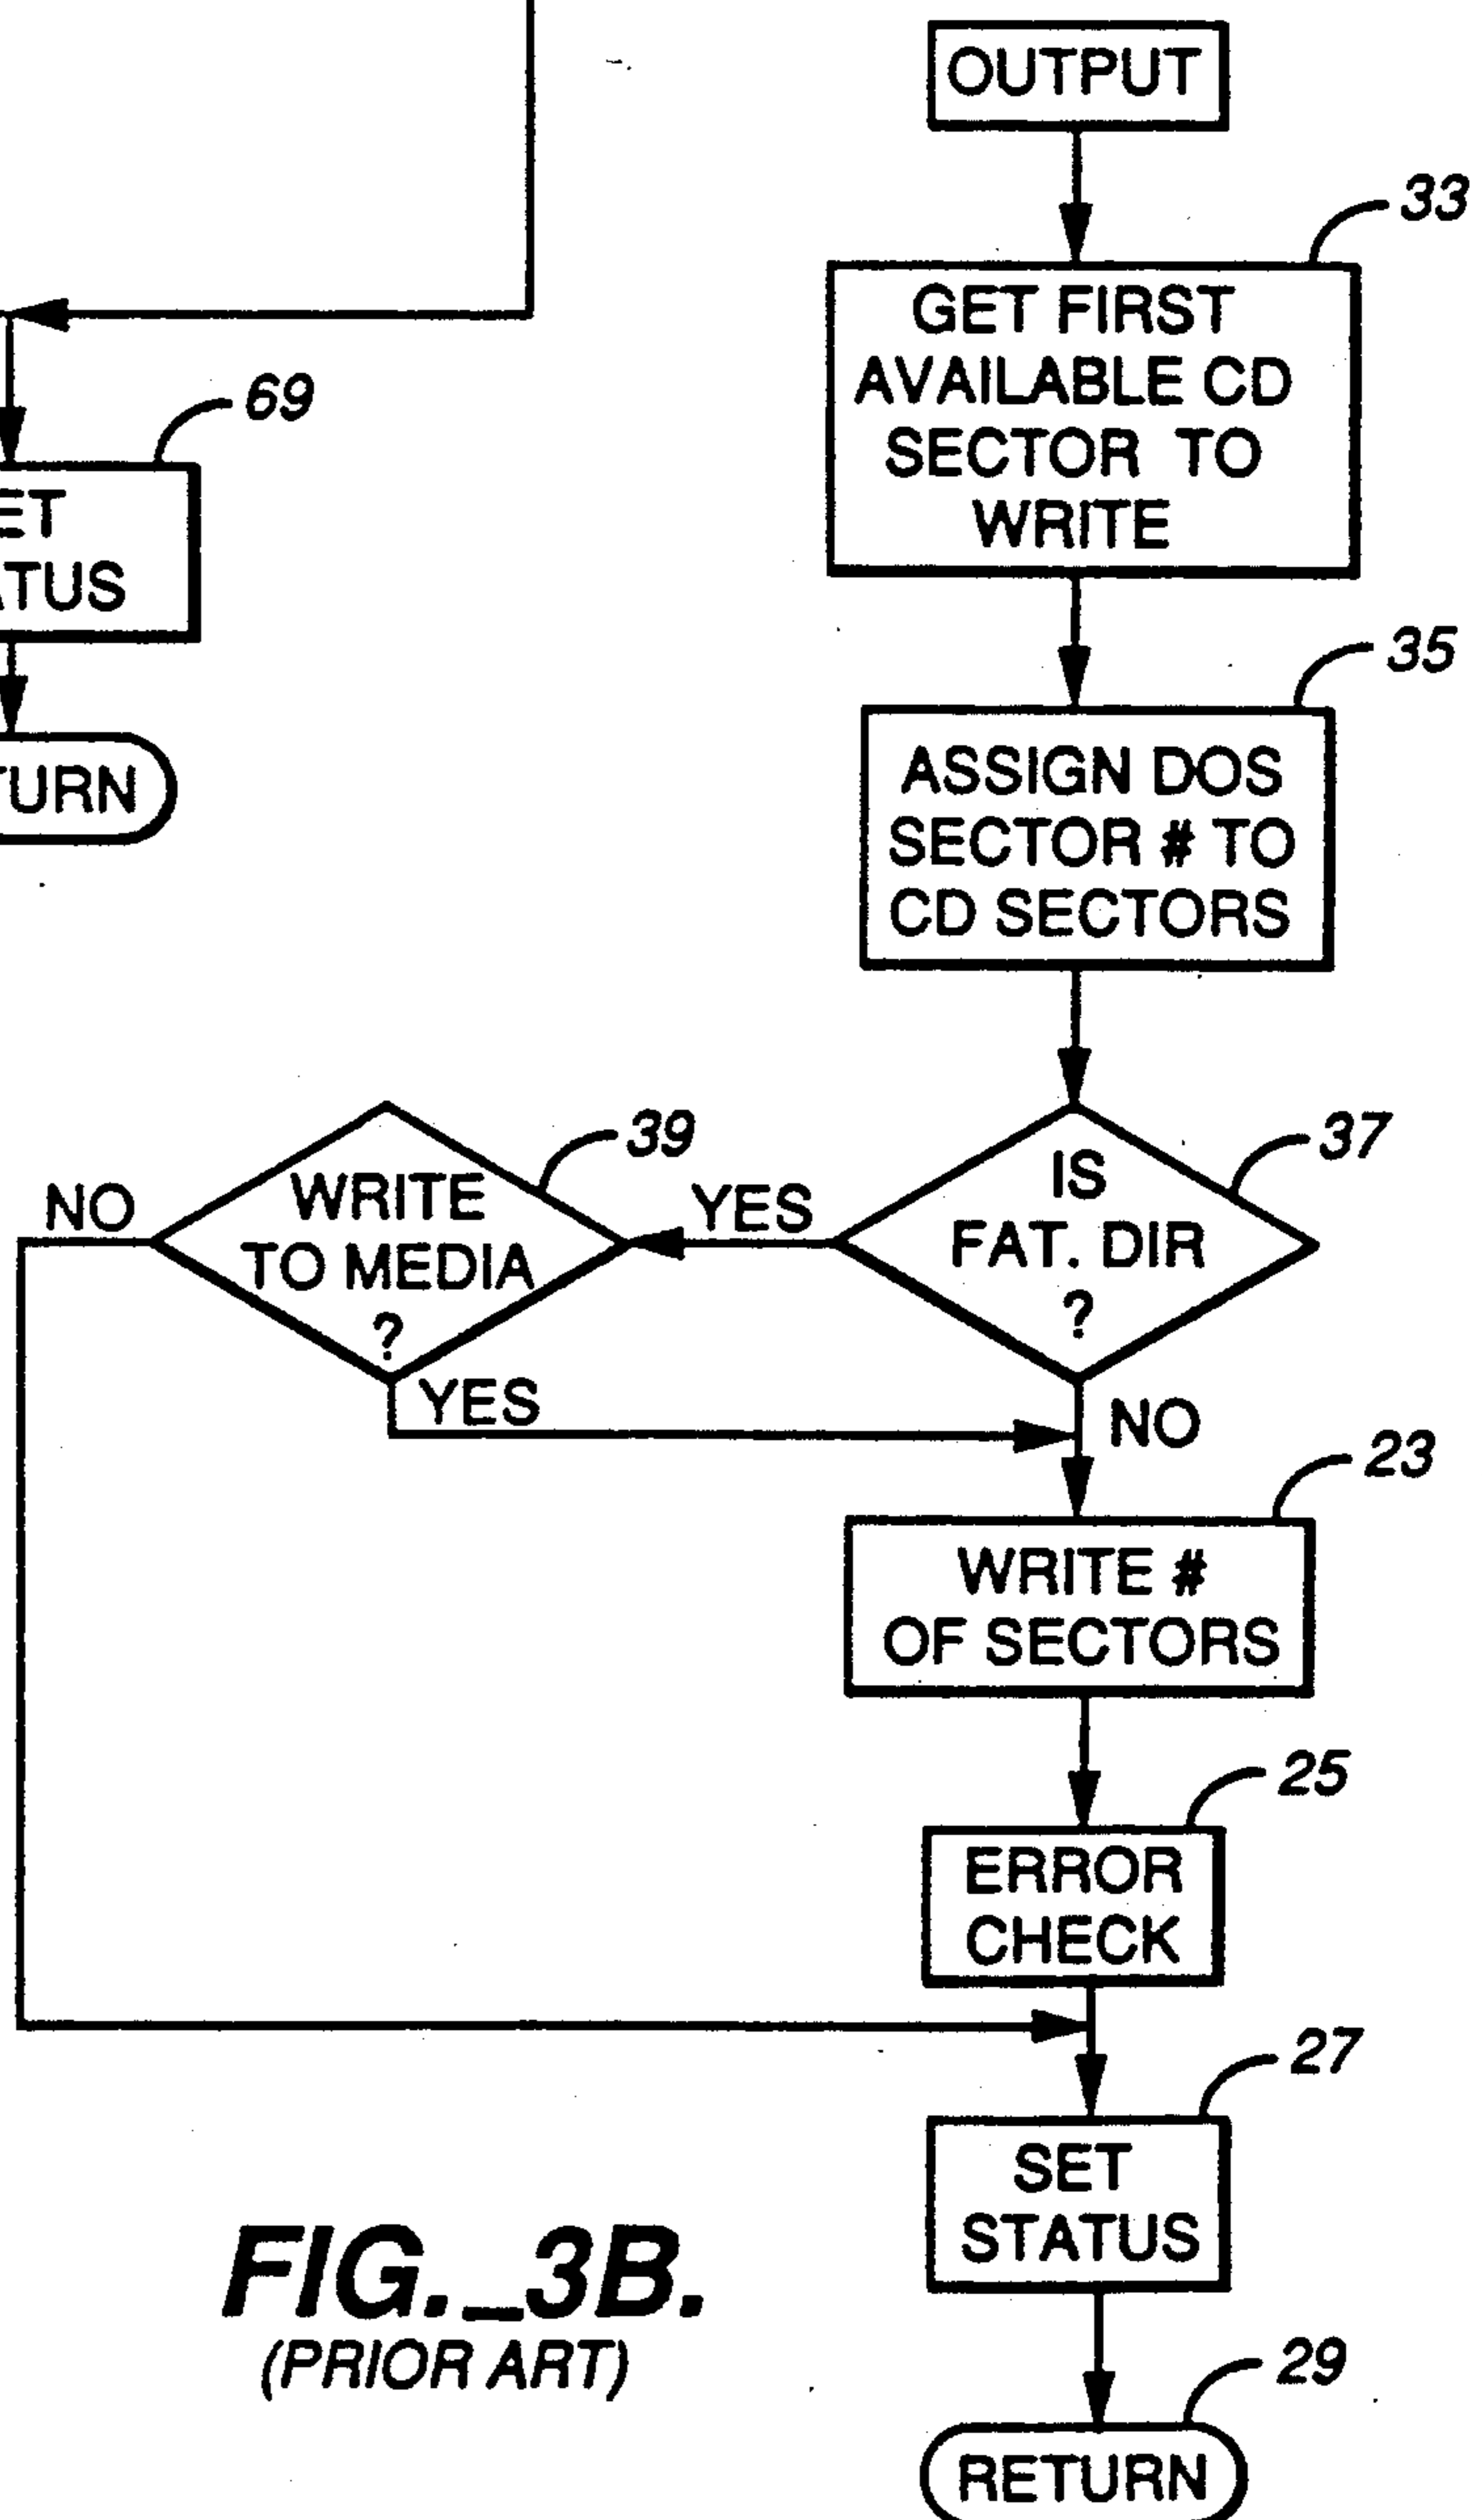 OUTPUT
33
GET FIRST
AVAILABLE CD
SECTOR TO
WRITE
69
ET
ATUS
TURN
35
ASSIGN DOS
SECTOR # TO
CD SECTORS
37
IS
FAT. DIR
?
YES
NO
39
WRITE
TO MEDIA
?
NO
YES
23
WRITE #
OF SECTORS
25
ERROR
CHECK
27
SET
STATUS
29
RETURN
FIG._3B.
(PRIOR ART)